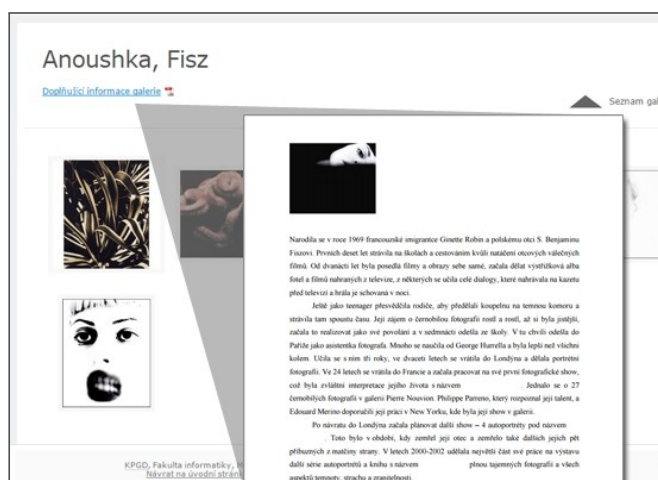 Anoushka, Fisz
Doplňující informace galerie
Seznam gal
Narodila se v roce 1969 francouzské imigrantce Ginette Robin a polskému otci S. Benjaminu
Fiszovi. Prvních deset let strávila na školách a cestováním kvůli natáčení otcových válečných
filmů. Od dvanácti let byla posedlá filmy a obrazy sebe samé, začala dělat výstřižková alba
fotel a filmů nahraných z televize, z některých se učila celé dialogy, které nahrávala na kazetu
před televizí a hrála je schovaná v noci.
Ještě jako teenager přesvědčila rodiče, aby předělali koupelnu na temnou komoru a
strávila tam spoustu času. Její zájem o černobílou fotografii rostl a rostl, až si byla jistější,
začala to realizovat jako své povolání a v sedmnácti odešla ze školy. V tu chvíli odešla do
Paříže jako asistentka fotografa. Mnoho se naučila od George Hurrella a byla lepší než všichni
kolem. Učila se s ním tři roky, ve dvaceti letech se vrátila do Londýna a dělala portrétní
fotografii. Ve 24 letech se vrátila do Francie a začala pracovat na své první fotografické show,
což byla zvláštní interpretace jejího života s názvem . Jednalo se o 27
černobílých fotografií v galerii Pierre Nouvion. Philippe Parreno, který rozpoznal její talent, a
Edouard Merino doporučili její práci v New Yorku, kde byla její show v galerii.
Po návratu do Londýna začala plánovat další show – 4 autoportréty pod názvem
. Toto bylo v období, kdy zemřel její otec a zemřelo také dalších jejích pět
příbuzných z matčiny strany. V letech 2000-2002 udělala největší část své práce na výstavu
další série autoportrétů a knihu s názvem plnou tajemných fotografií a všech
aspektů temnoty, strachu a zranitelnosti.
KPGD, Fakulta informatiky, M
Návrat na úvodní strán